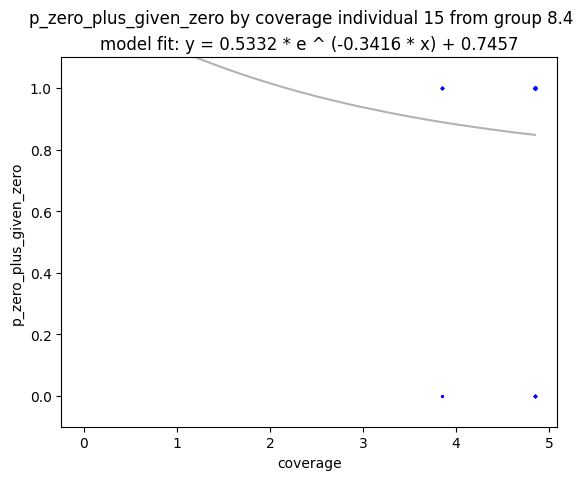 p_zero_plus_given_zero by coverage individual 15 from group 8.4
model fit: y = 0.5332 * e ^ (-0.3416 * x) + 0.7457
1.0
0.8
0.6
0.4
0.2
0.0
p_zero_plus_given_zero
0 1 2 3 4 5
coverage